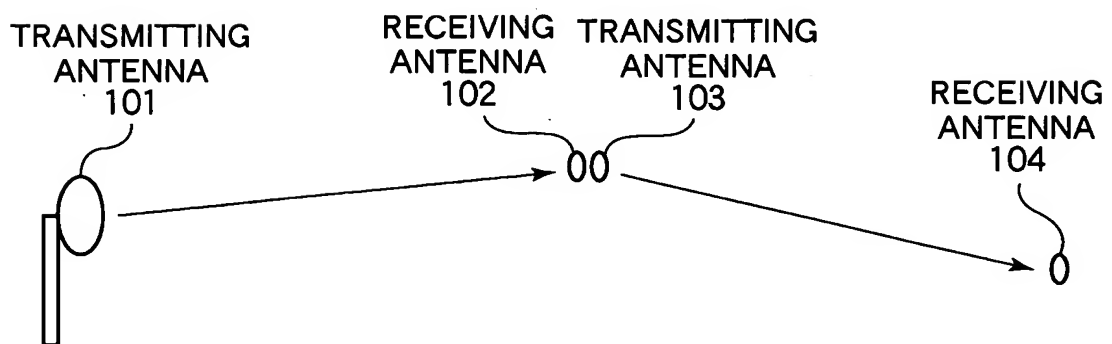 TRANSMITTING
ANTENNA
101
RECEIVING
ANTENNA
102
TRANSMITTING
ANTENNA
103
RECEIVING
ANTENNA
104